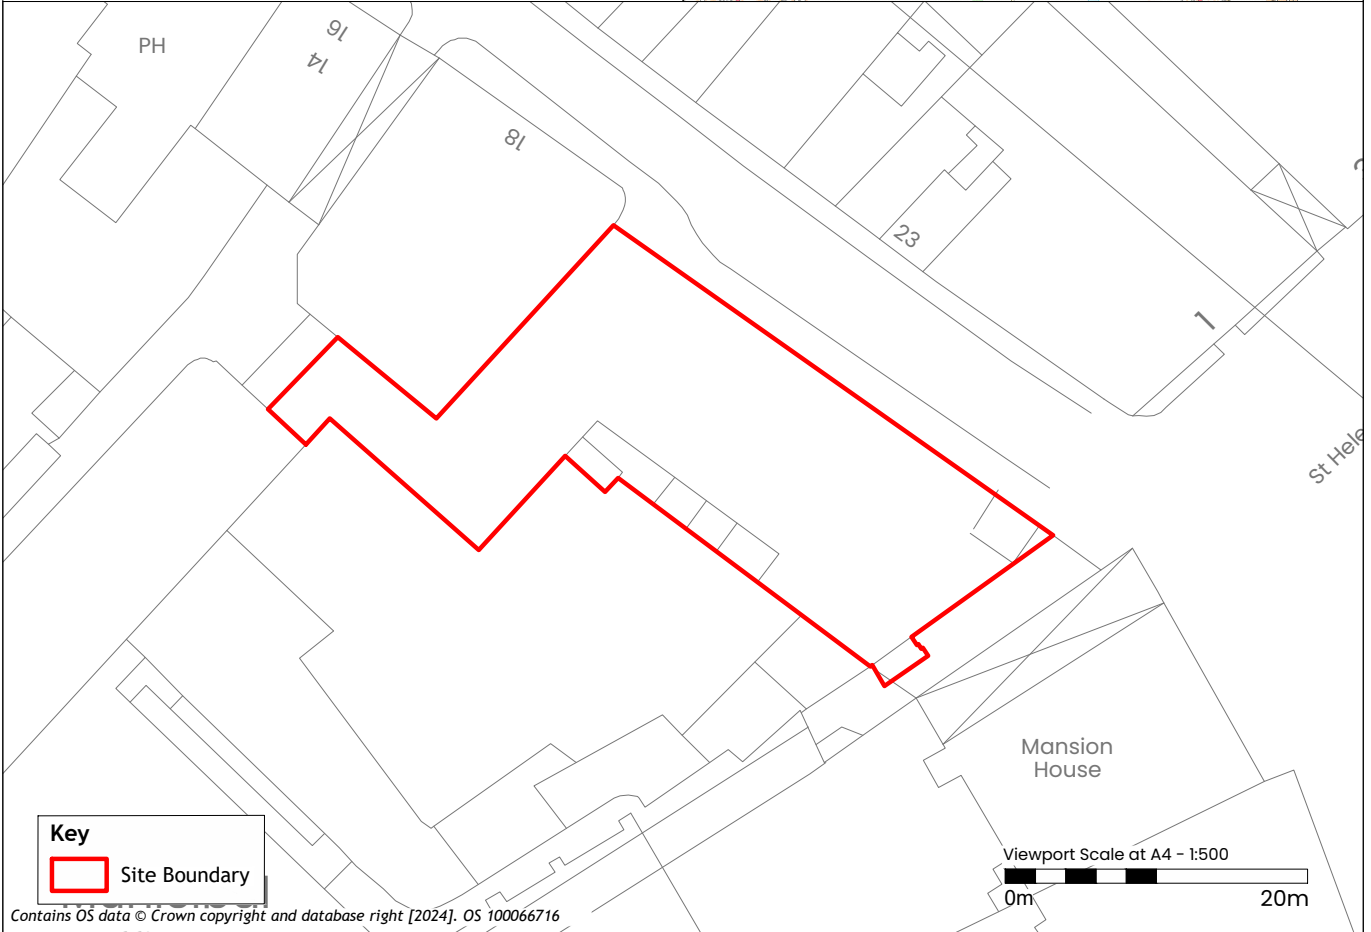 PH
16
14
18
23
1
St Hele
Mansion
House
Key
Site Boundary
Viewport Scale at A4 - 1:500
0m
20m
Contains OS data © Crown copyright and database right [2024]. OS 100066716